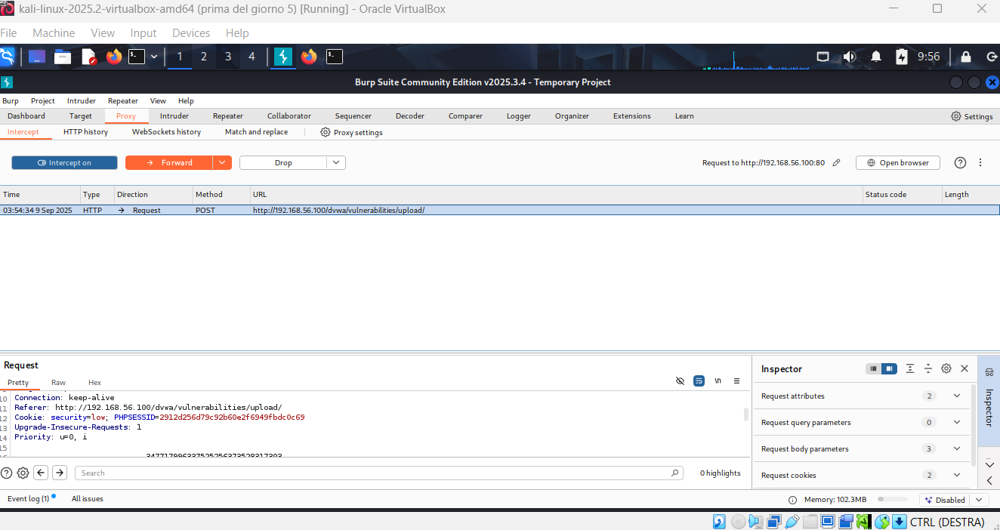 kali-linux-2025.2-virtualbox-amd64 (prima del giorno 5) [Running] - Oracle VirtualBox
File Machine View Input Devices Help
1 2 3 4 9:56
Burp Suite Community Edition v2025.3.4 - Temporary Project
Burp Project Intruder Repeater View Help
Dashboard Target Proxy Intruder Repeater Collaborator Sequencer Decoder Comparer Logger Organizer Extensions Learn Settings
Intercept HTTP history WebSockets history Match and replace Proxy settings
Intercept on Forward Drop Request to http://192.168.56.100:80 Open browser
Time Type Direction Method URL Status code Length
03:54:34 9 Sep 2025 HTTP → Request POST http://192.168.56.100/dvwa/vulnerabilities/upload/
Request
Pretty Raw Hex \n
10 Connection: keep-alive
11 Referer: http://192.168.56.100/dvwa/vulnerabilities/upload/
12 Cookie: security=low; PHPSESSID=2912d256d79c92b60e2f6949fbdc0c69
13 Upgrade-Insecure-Requests: 1
14 Priority: u=0, i
15
Search 0 highlights
Inspector
Request attributes 2
Request query parameters 0
Request body parameters 3
Request cookies 2
Inspector
Event log (1) All issues Memory: 102.3MB Disabled
CTRL (DESTRA)